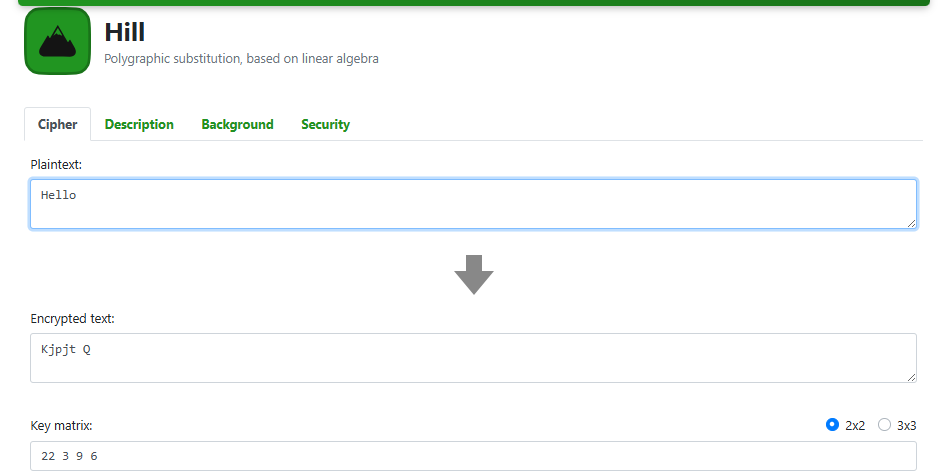 Hill
Polygraphic substitution, based on linear algebra
Cipher Description Background Security
Plaintext:
Hello
Encrypted text:
Kjpjt Q
Key matrix: 2x2 3x3
22 3 9 6